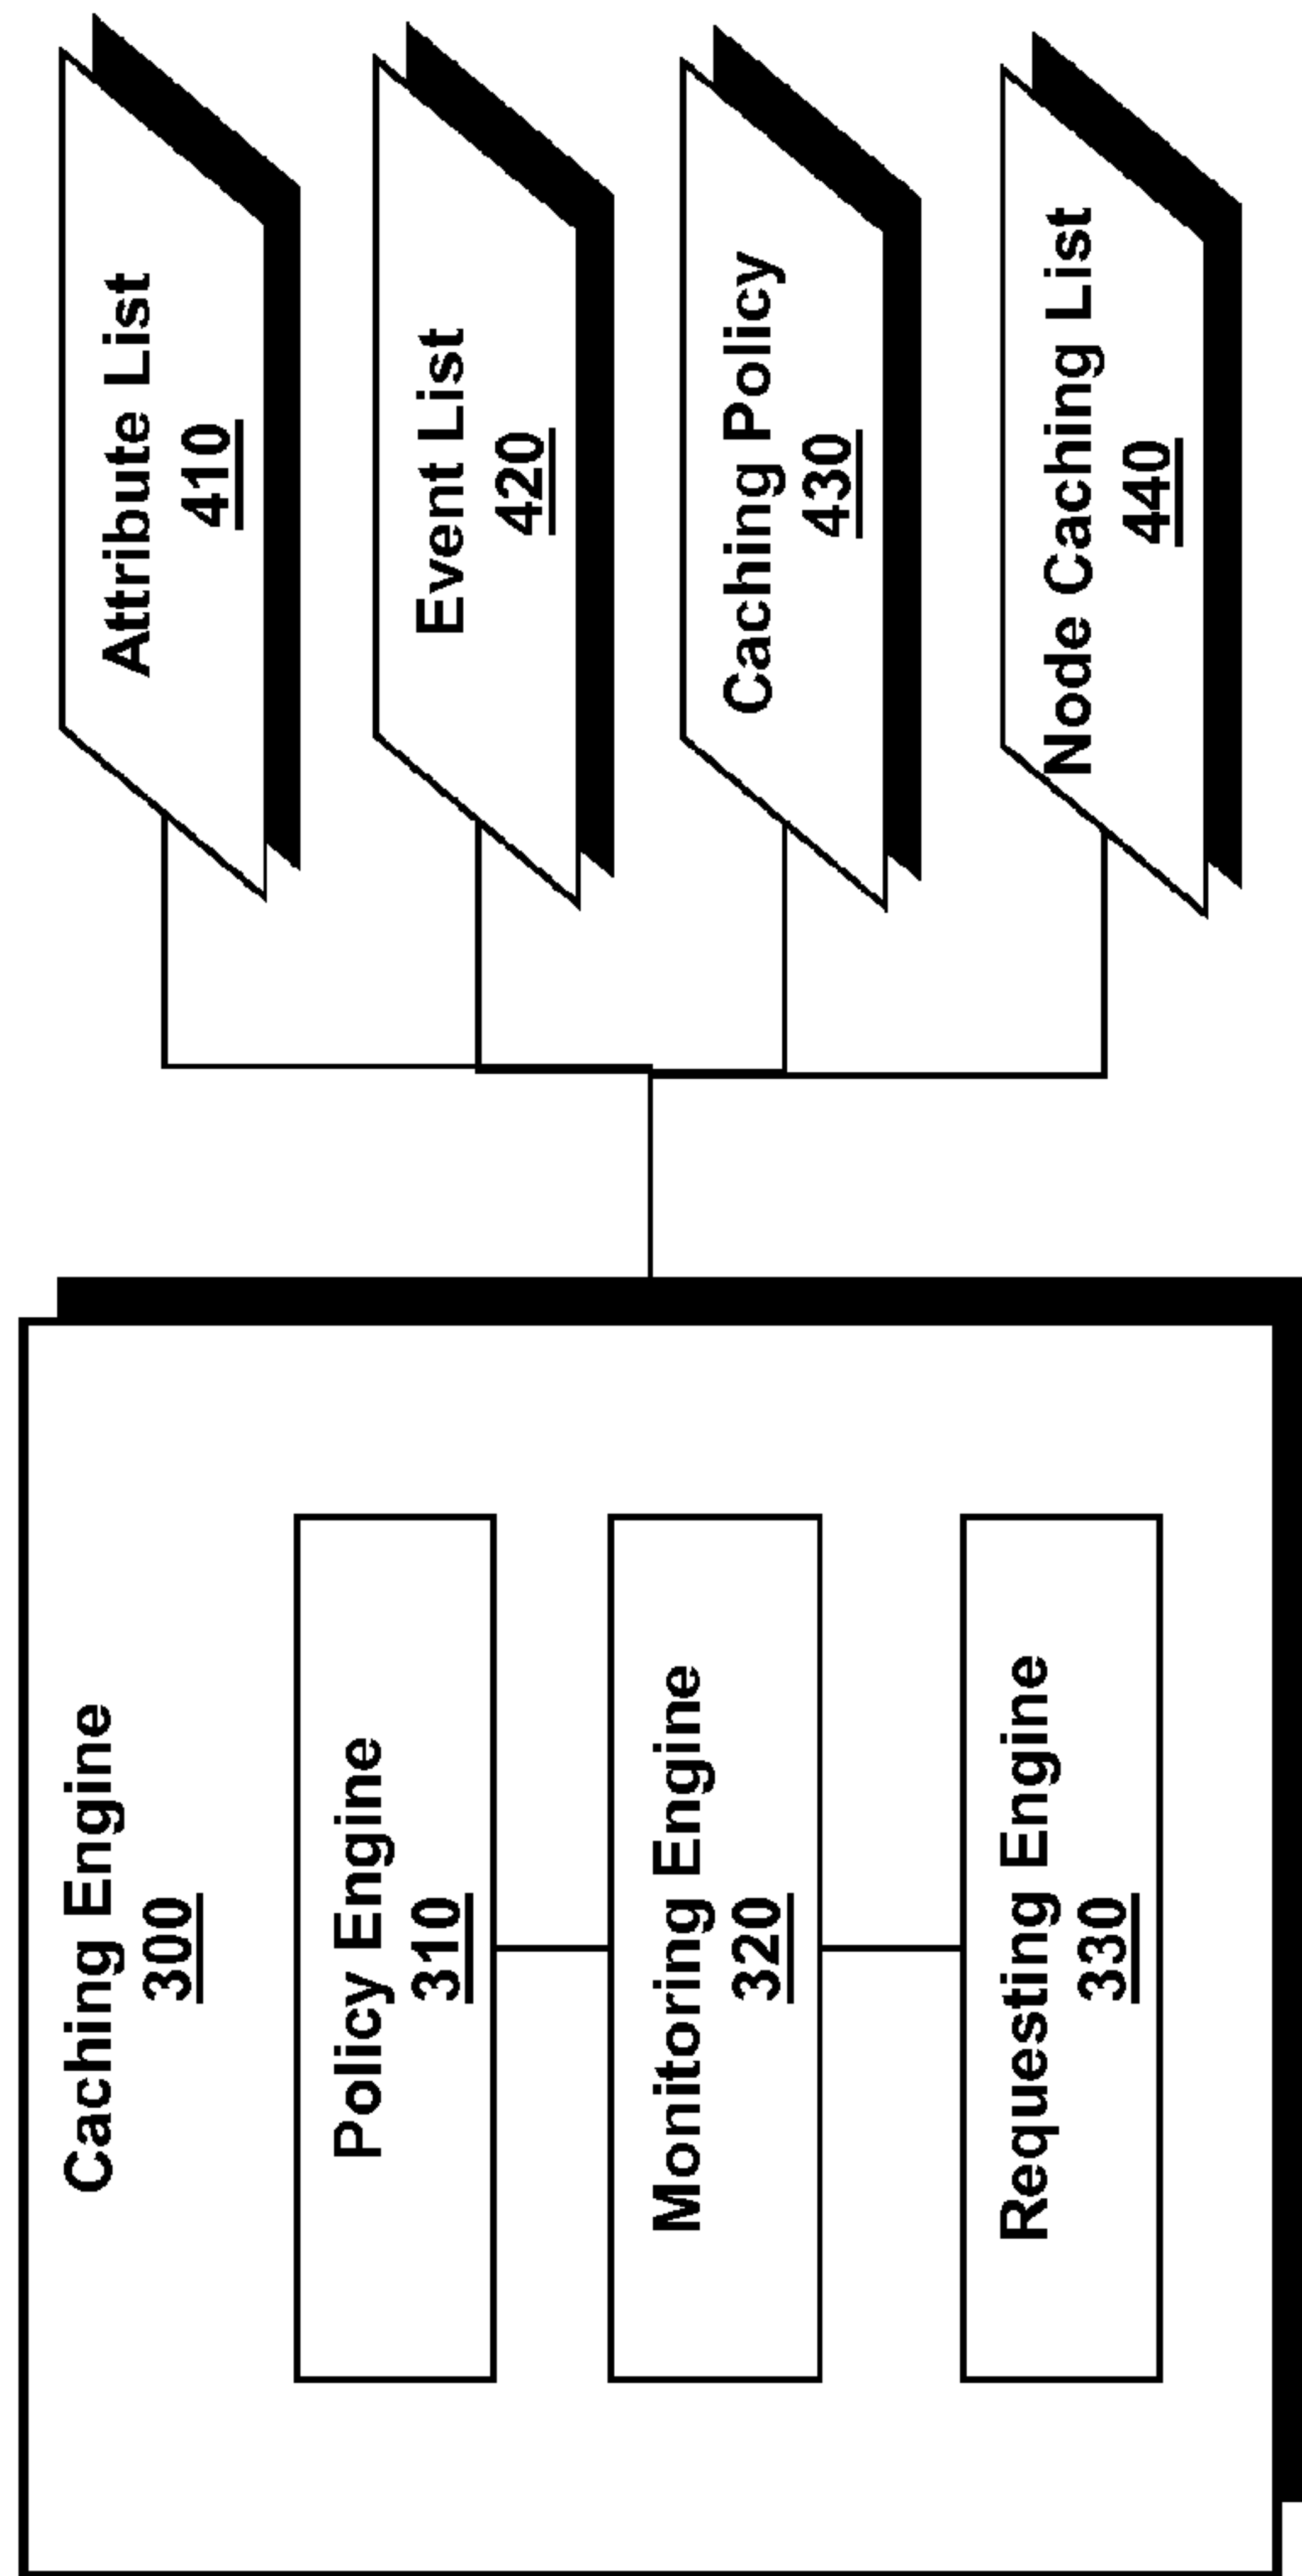 Caching Engine
300
Policy Engine
310
Monitoring Engine
320
Requesting Engine
330
Attribute List
410
Event List
420
Caching Policy
430
Node Caching List
440